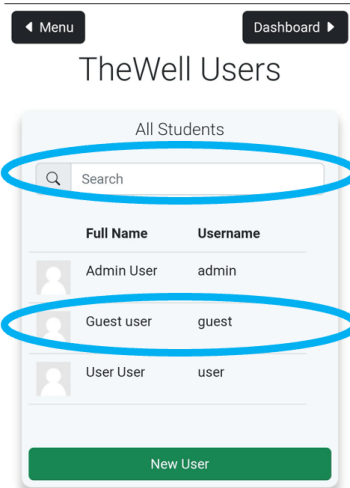 Menu
Dashboard
TheWell Users
All Students
Search
Full Name Username
Admin User admin
Guest user guest
User User user
New User